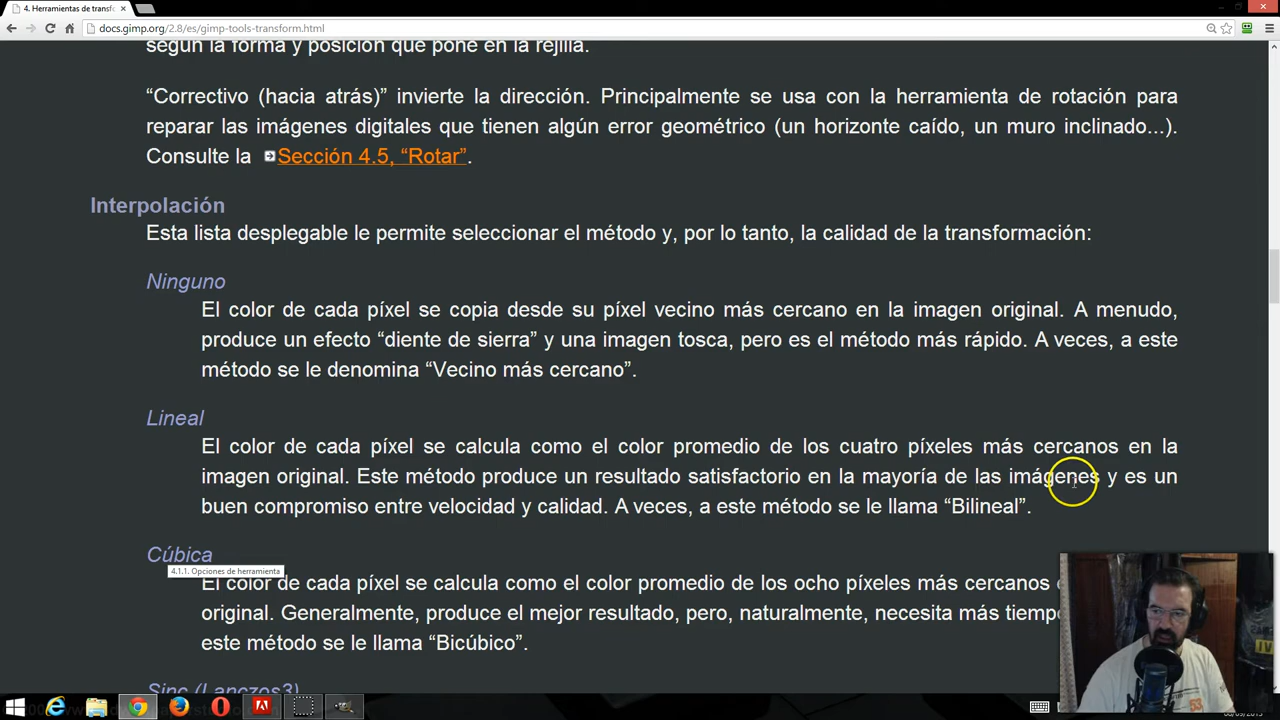 4. Herramientas de transf
docs.gimp.org/2.8/es/gimp-tools-transform.html
según la forma y posición que pone en la rejilla.
“Correctivo (hacia atrás)” invierte la dirección. Principalmente se usa con la herramienta de rotación para
reparar las imágenes digitales que tienen algún error geométrico (un horizonte caído, un muro inclinado...).
Consulte la Sección 4.5, “Rotar”.
Interpolación
Esta lista desplegable le permite seleccionar el método y, por lo tanto, la calidad de la transformación:
Ninguno
El color de cada píxel se copia desde su píxel vecino más cercano en la imagen original. A menudo,
produce un efecto “diente de sierra” y una imagen tosca, pero es el método más rápido. A veces, a este
método se le denomina “Vecino más cercano”.
Lineal
El color de cada píxel se calcula como el color promedio de los cuatro píxeles más cercanos en la
imagen original. Este método produce un resultado satisfactorio en la mayoría de las imágenes y es un
buen compromiso entre velocidad y calidad. A veces, a este método se le llama “Bilineal”.
Cúbica
4.1.1. Opciones de herramienta
El color de cada píxel se calcula como el color promedio de los ocho píxeles más cercanos
original. Generalmente, produce el mejor resultado, pero, naturalmente, necesita más tiempo
este método se le llama “Bicúbico”.
Sinc (Lanczos3)